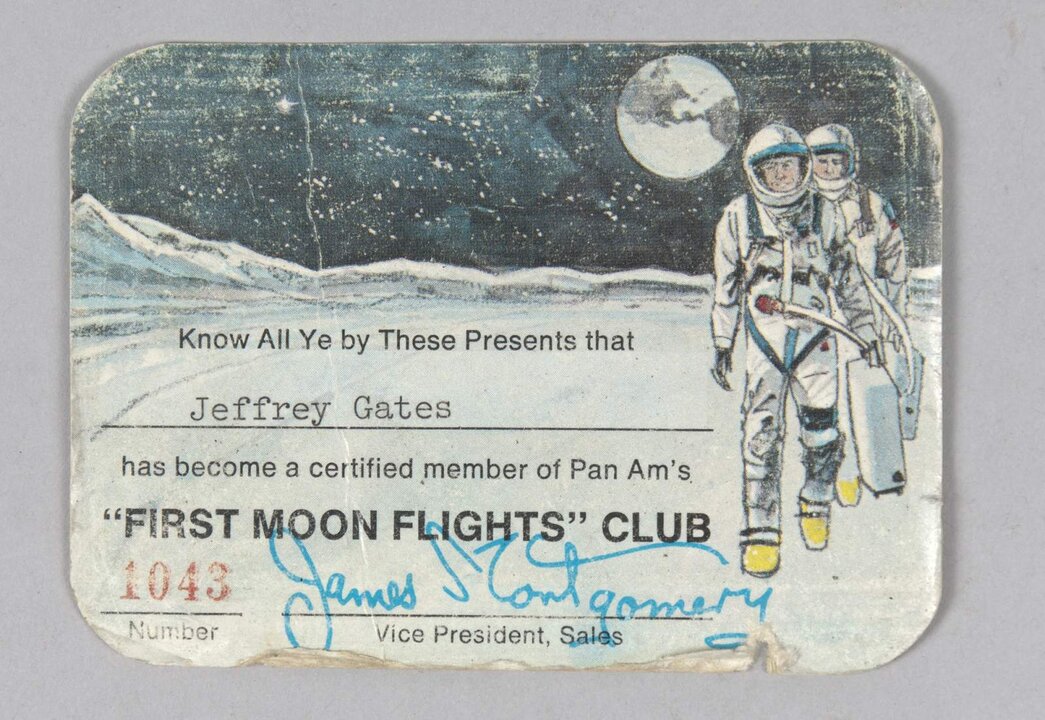 Know All Ye by These Presents that
Jeffrey Gates
has become a certified member of Pan Am's
“FIRST MOON FLIGHTS” CLUB
1043
James Montgomery
Number
Vice President, Sales